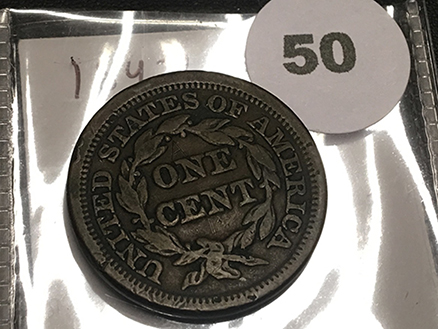 50
UNITED STATES OF AMERICA
ONE
CENT